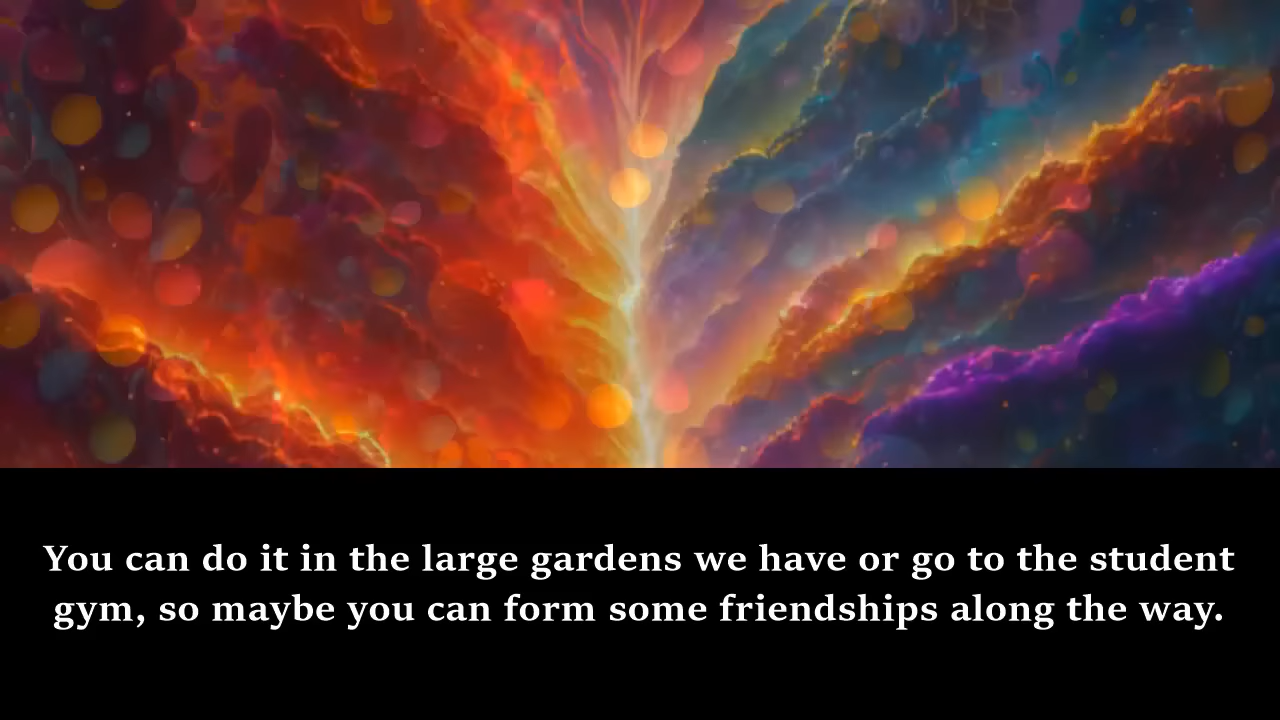 You can do it in the large gardens we have or go to the student
gym, so maybe you can form some friendships along the way.